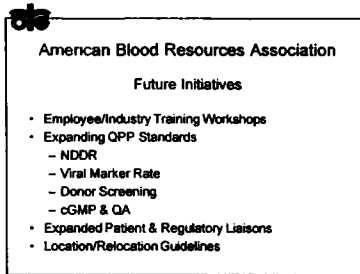 American Blood Resources Association
Future Initiatives
• Employee/Industry Training Workshops
• Expanding QPP Standards
– NDDR
– Viral Marker Rate
– Donor Screening
– cGMP & QA
• Expanded Patient & Regulatory Liaisons
• Location/Relocation Guidelines